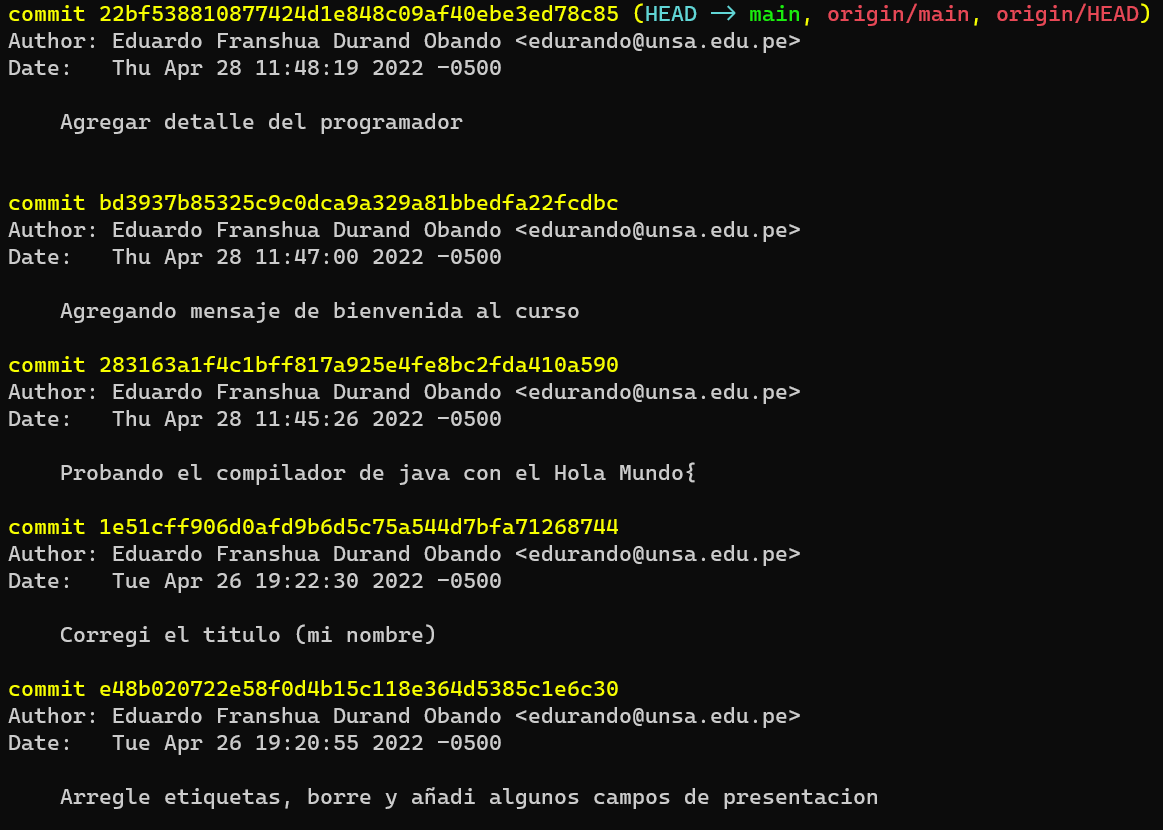 commit 22bf538810877424d1e848c09af40ebe3ed78c85 (HEAD -> main, origin/main, origin/HEAD)
Author: Eduardo Franshua Durand Obando <edurando@unsa.edu.pe>
Date:   Thu Apr 28 11:48:19 2022 -0500
    Agregar detalle del programador
commit bd3937b85325c9c0dca9a329a81bbedfa22fcdbc
Author: Eduardo Franshua Durand Obando <edurando@unsa.edu.pe>
Date:   Thu Apr 28 11:47:00 2022 -0500
    Agregando mensaje de bienvenida al curso
commit 283163a1f4c1bff817a925e4fe8bc2fda410a590
Author: Eduardo Franshua Durand Obando <edurando@unsa.edu.pe>
Date:   Thu Apr 28 11:45:26 2022 -0500
    Probando el compilador de java con el Hola Mundo{
commit 1e51cff906d0afd9b6d5c75a544d7bfa71268744
Author: Eduardo Franshua Durand Obando <edurando@unsa.edu.pe>
Date:   Tue Apr 26 19:22:30 2022 -0500
    Corregi el titulo (mi nombre)
commit e48b020722e58f0d4b15c118e364d5385c1e6c30
Author: Eduardo Franshua Durand Obando <edurando@unsa.edu.pe>
Date:   Tue Apr 26 19:20:55 2022 -0500
    Arregle etiquetas, borre y añadi algunos campos de presentacion